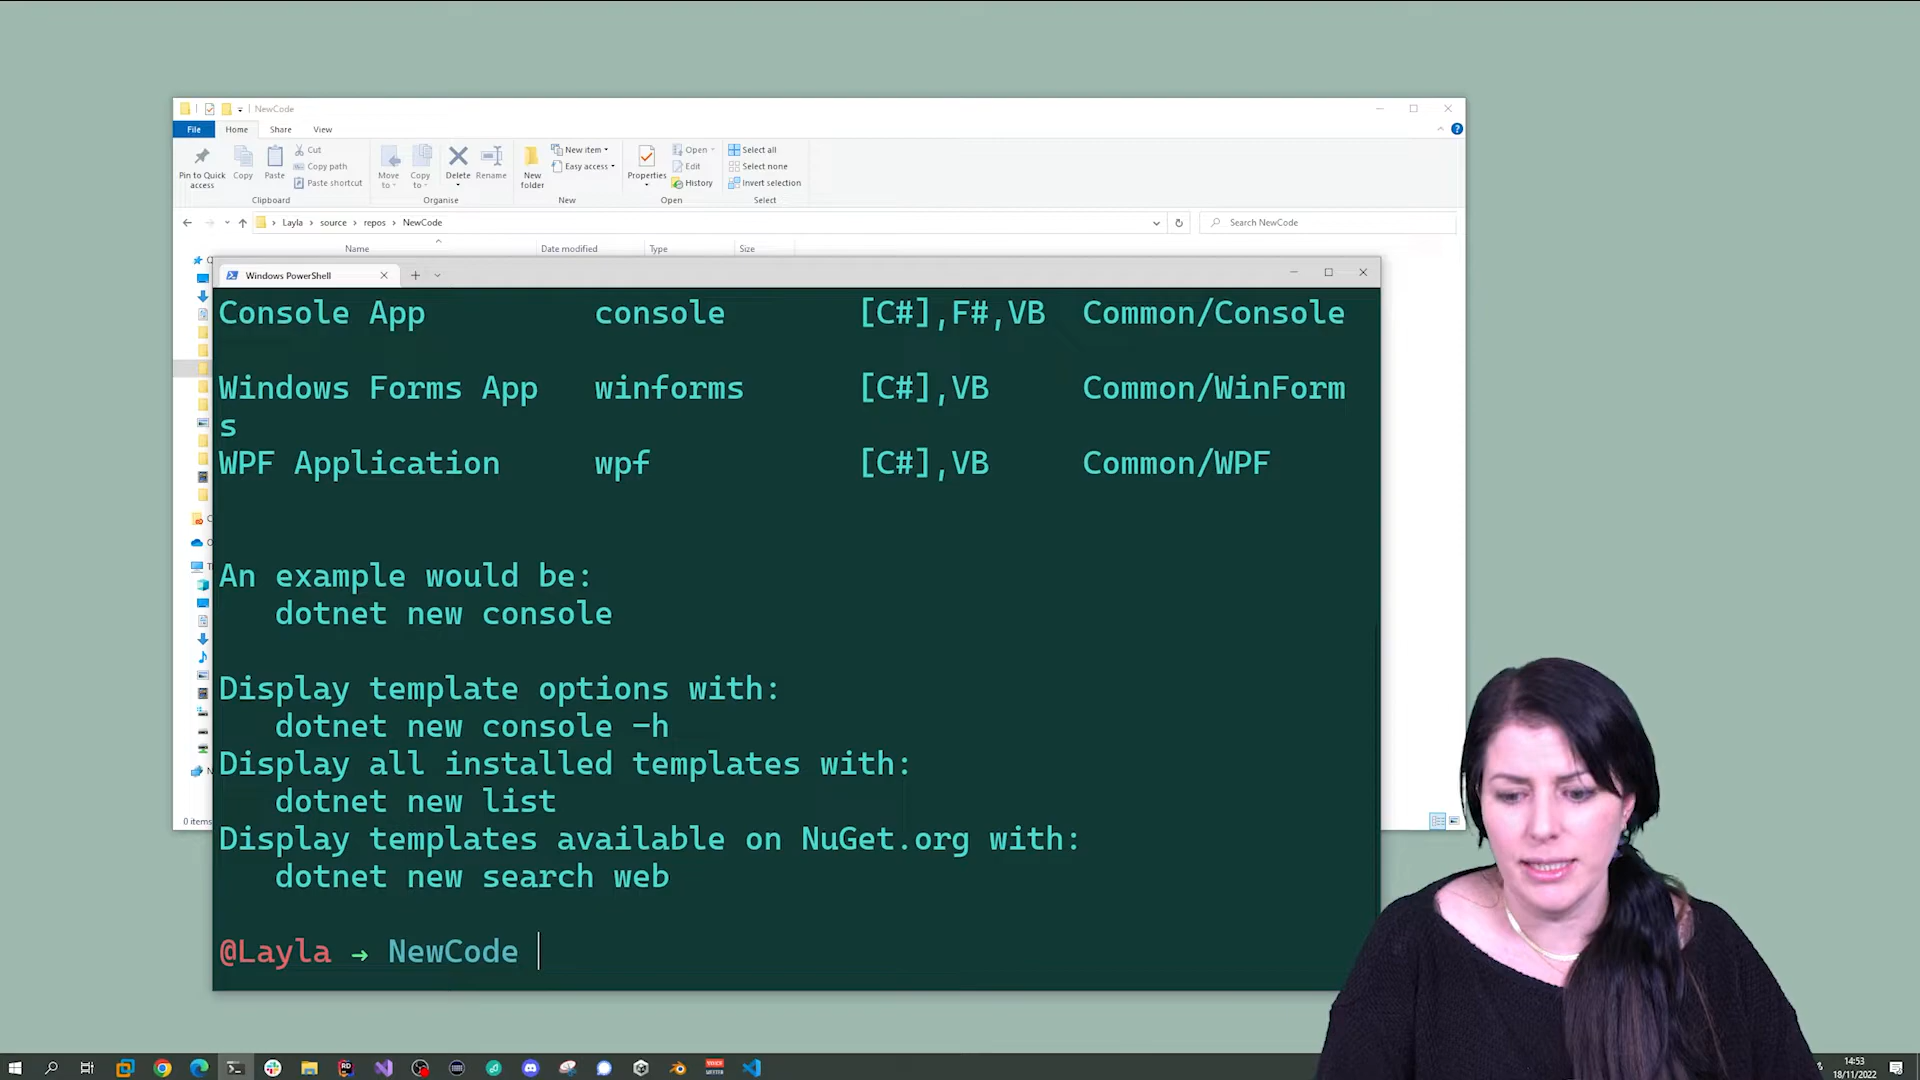 NewCode
File Home Share View
Pin to Quick access
Copy
Paste
Cut
Copy path
Paste shortcut
Clipboard
Move to
Copy to
Delete
Rename
Organise
New folder
New item
Easy access
New
Properties
Open
Edit
History
Open
Select all
Select none
Invert selection
Select
Layla › source › repos › NewCode
Search NewCode
Name Date modified Type Size
Windows PowerShell
Console App console [C#],F#,VB Common/Console
Windows Forms App winforms [C#],VB Common/WinForm
s
WPF Application wpf [C#],VB Common/WPF
An example would be:
dotnet new console
Display template options with:
dotnet new console -h
Display all installed templates with:
dotnet new list
Display templates available on NuGet.org with:
dotnet new search web
@Layla → NewCode
0 items
14:53
18/11/2022